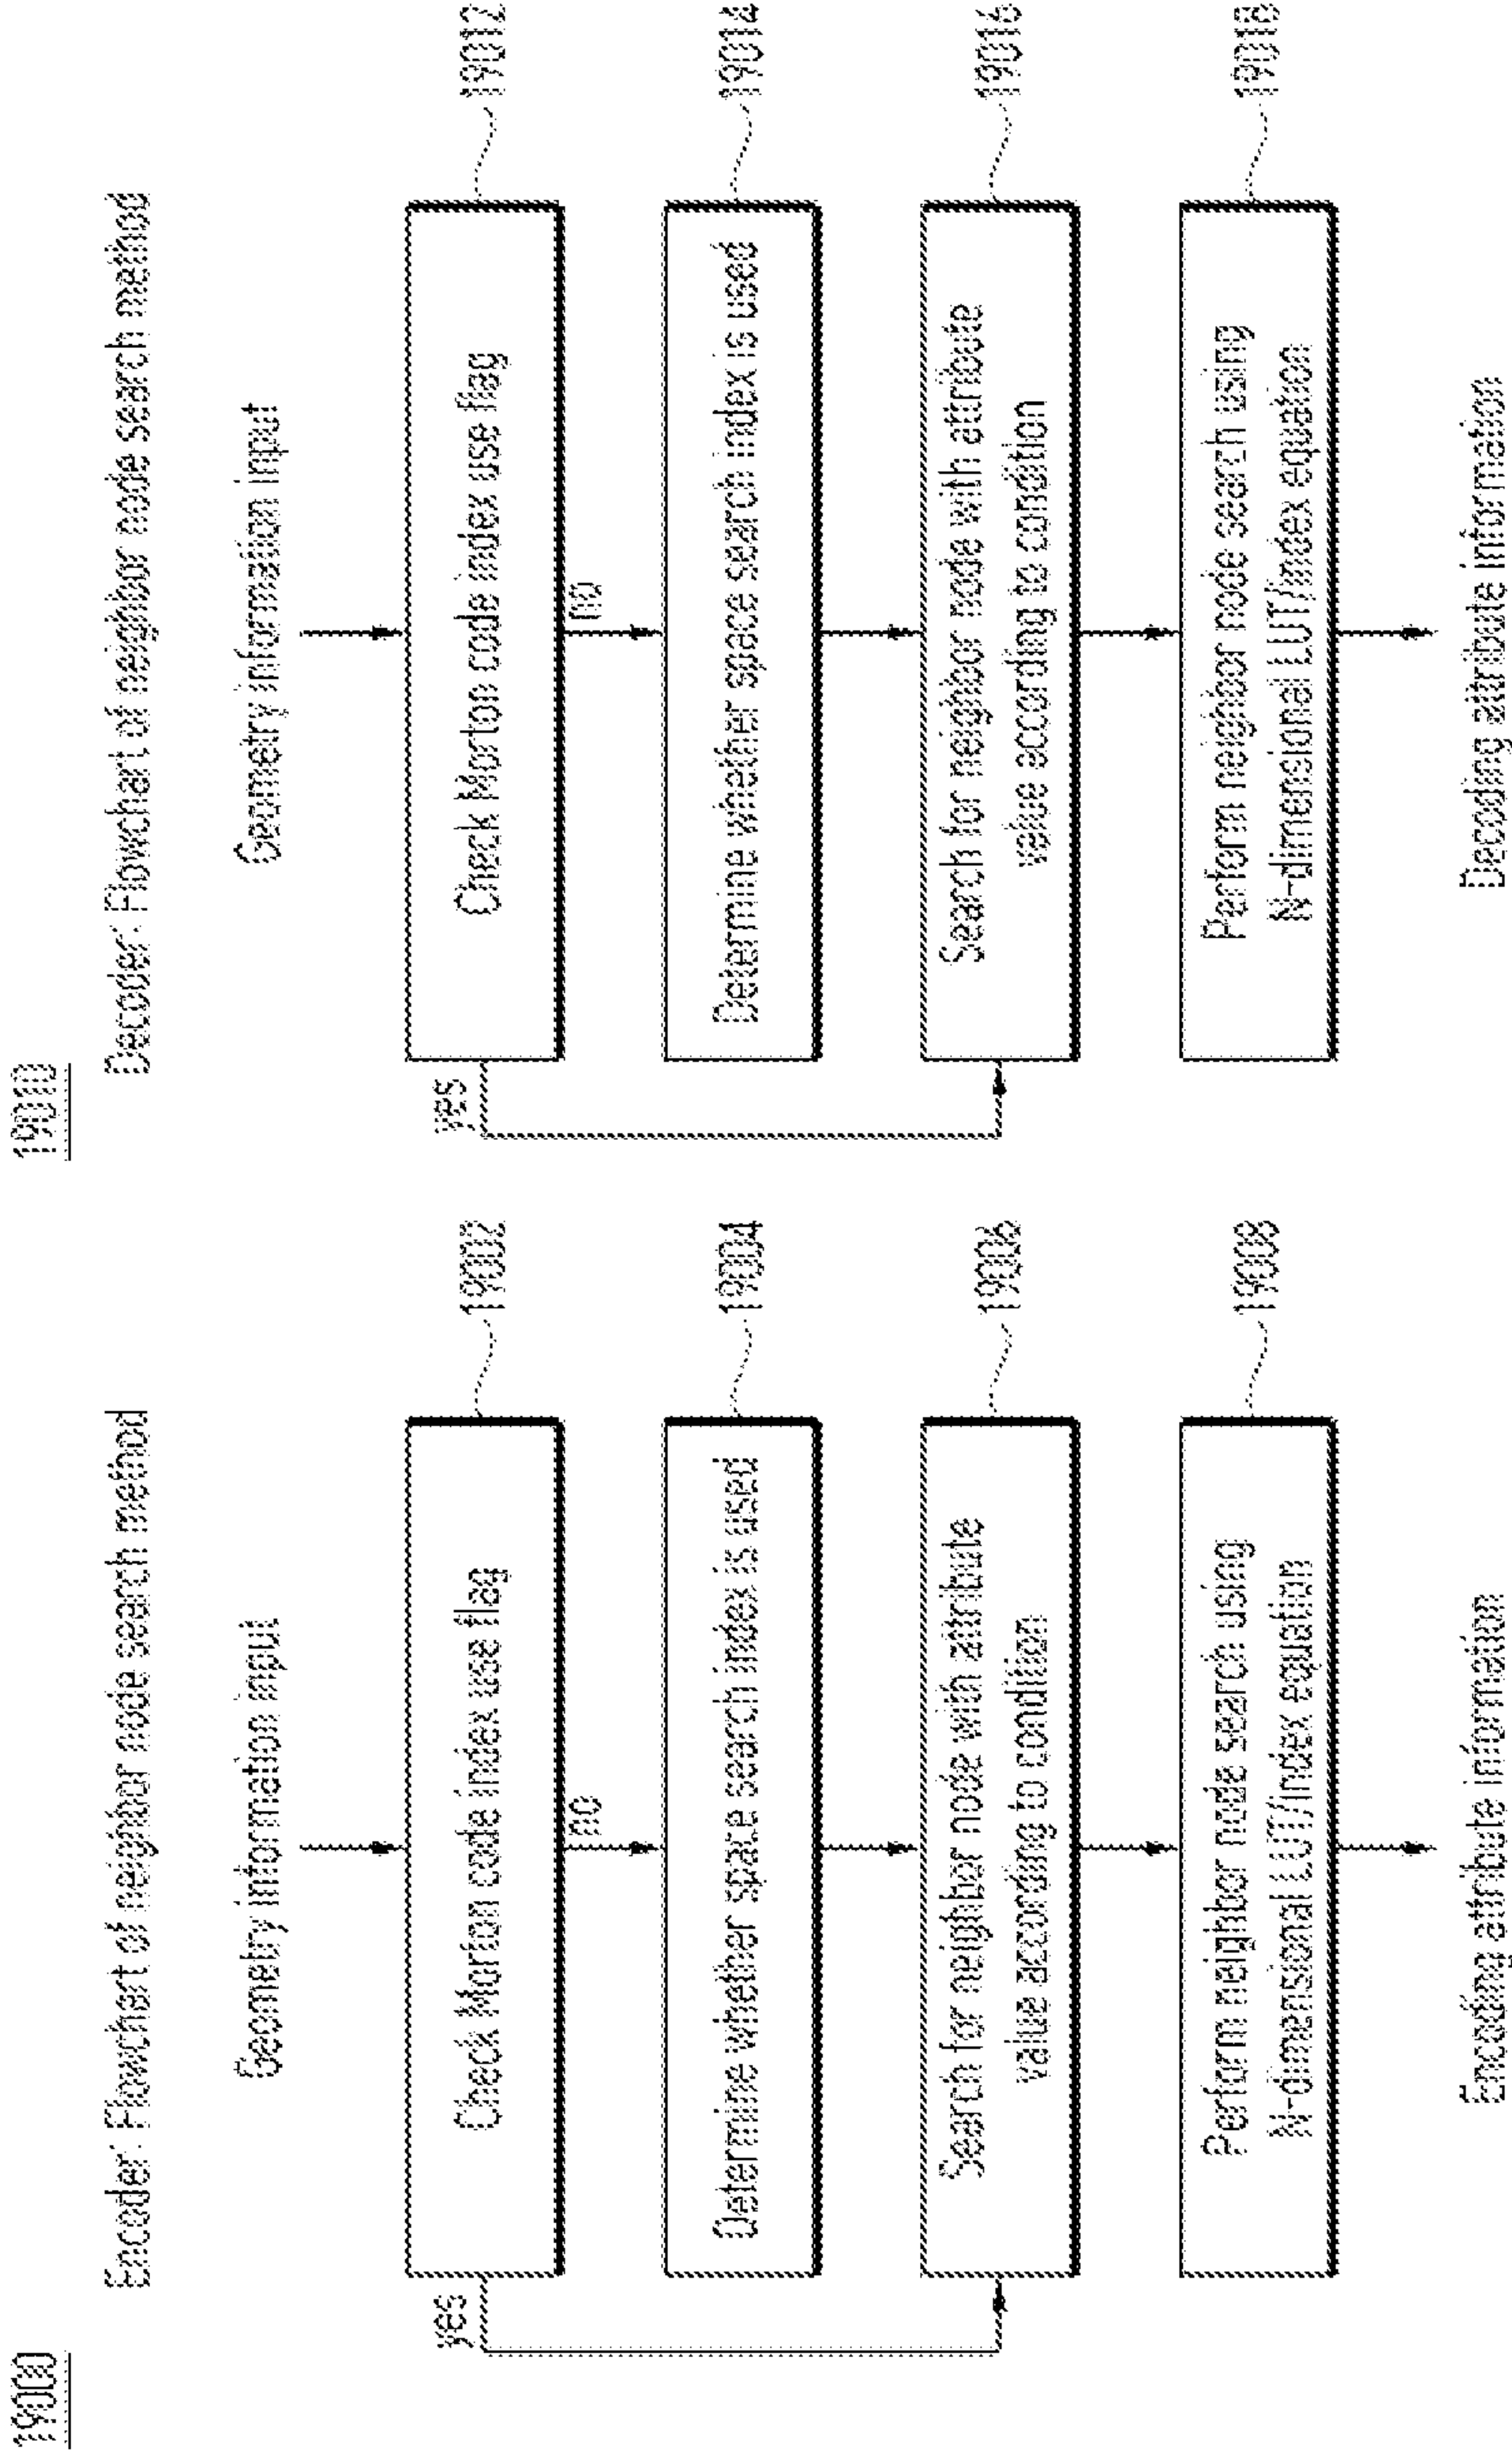 19000
Encoder: Flowchart of neighbor node search method
Geometry information input
Check Morton code index use flag
19002
yes
no
Determine whether space search index is used
19004
Search for neighbor node with attribute
value according to condition
19006
Perform neighbor node search using
N-dimensional LUT/index equation
19008
Encoding attribute information
19010
Decoder: Flowchart of neighbor node search method
Geometry information input
Check Morton code index use flag
19012
yes
no
Determine whether space search index is used
19014
Search for neighbor node with attribute
value according to condition
19016
Perform neighbor node search using
N-dimensional LUT/index equation
19018
Decoding attribute information